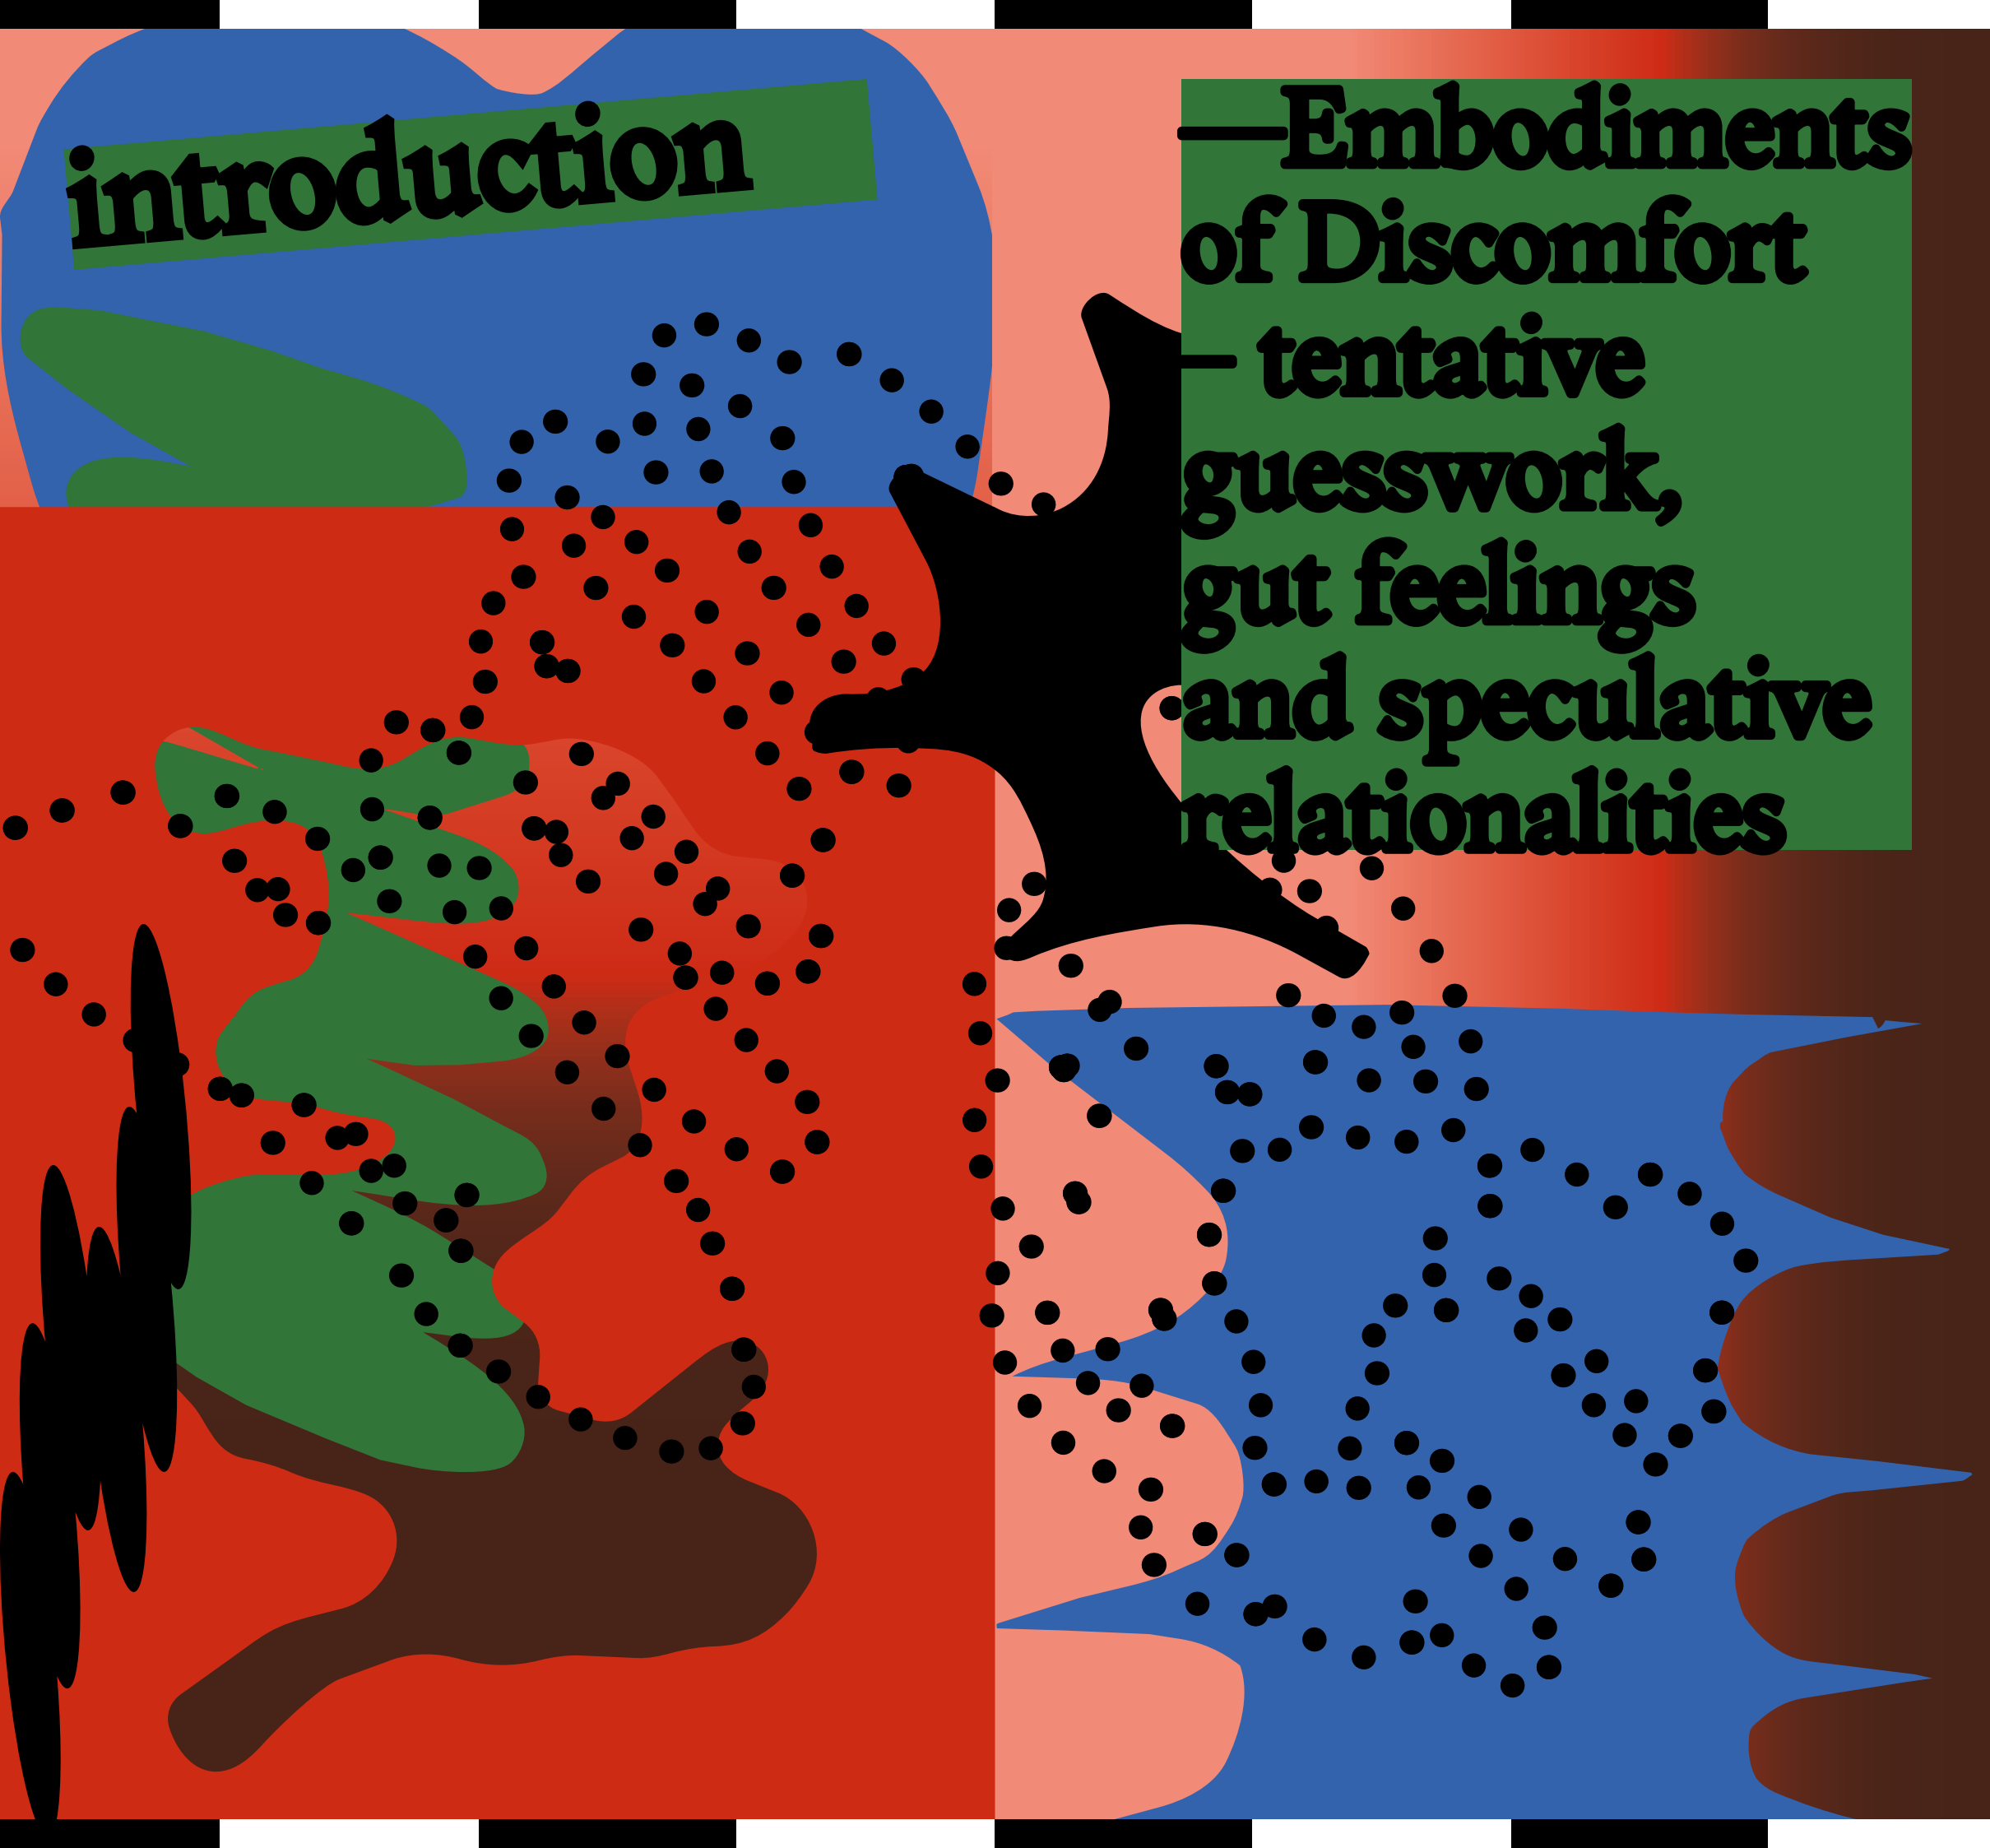 introduction
—Embodiments
of Discomfort
— tentative
guesswork,
gut feelings
and speculative
relationalities